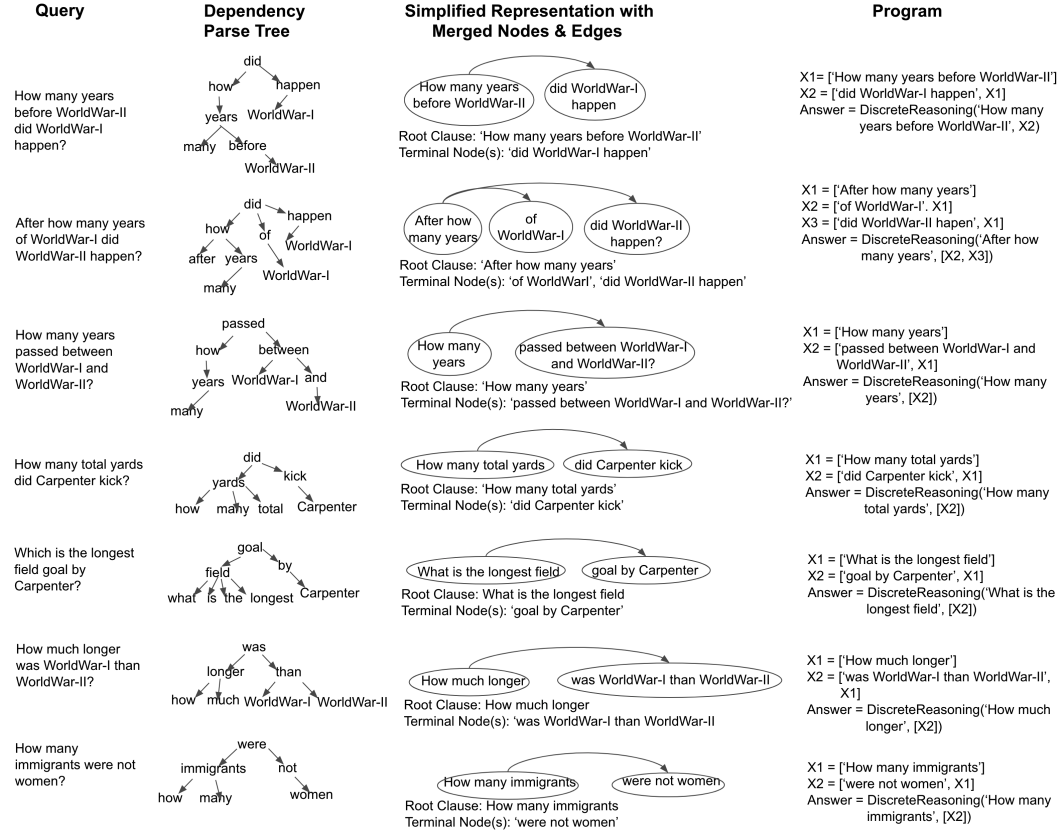 Query
Dependency
Parse Tree
Simplified Representation with
Merged Nodes & Edges
Program
How many years
before WorldWar-II
did WorldWar-I
happen?
did
how
happen
years
WorldWar-I
many
before
WorldWar-II
How many years
before WorldWar-II
did WorldWar-I
happen
Root Clause: ‘How many years before WorldWar-II’
Terminal Node(s): ‘did WorldWar-I happen’
X1= [‘How many years before WorldWar-II’]
X2 = [‘did WorldWar-I happen’, X1]
Answer = DiscreteReasoning(‘How many
years before WorldWar-II’, X2)
After how many years
of WorldWar-I did
WorldWar-II happen?
did
happen
how
of
WorldWar-I
after
years
WorldWar-I
many
After how
many years
of
WorldWar-I
did WorldWar-II
happen?
Root Clause: ‘After how many years’
Terminal Node(s): ‘of WorldWarI’, ‘did WorldWar-II happen’
X1 = [‘After how many years’]
X2 = [‘of WorldWar-I’. X1]
X3 = [‘did WorldWar-II hapen’, X1]
Answer = DiscreteReasoning(‘After how
many years’, [X2, X3])
How many years
passed between
WorldWar-I and
WorldWar-II?
passed
how
between
years
WorldWar-I
and
many
WorldWar-II
How many
years
passed between WorldWar-I
and WorldWar-II?
Root Clause: ‘How many years’
Terminal Node(s): ‘passed between WorldWar-I and WorldWar-II?’
X1 = [‘How many years’]
X2 = [‘passed between WorldWar-I and
WorldWar-II’, X1]
Answer = DiscreteReasoning(‘How many
years’, [X2])
How many total yards
did Carpenter kick?
did
yards
kick
how
many
total
Carpenter
How many total yards
did Carpenter kick
Root Clause: ‘How many total yards’
Terminal Node(s): ‘did Carpenter kick’
X1 = [‘How many total yards’]
X2 = [‘did Carpenter kick’, X1]
Answer = DiscreteReasoning(‘How many
total yards’, [X2])
Which is the longest
field goal by
Carpenter?
goal
field
by
what
is
the
longest
Carpenter
What is the longest field
goal by Carpenter
Root Clause: What is the longest field
Terminal Node(s): ‘goal by Carpenter’
X1 = [‘What is the longest field’]
X2 = [‘goal by Carpenter’, X1]
Answer = DiscreteReasoning(‘What is the
longest field’, [X2])
How much longer
was WorldWar-I than
WorldWar-II?
was
longer
than
how
much
WorldWar-I
WorldWar-II
How much longer
was WorldWar-I than WorldWar-II
Root Clause: How much longer
Terminal Node(s): ‘was WorldWar-I than WorldWar-II
X1 = [‘How much longer’]
X2 = [‘was WorldWar-I than WorldWar-II’,
X1]
Answer = DiscreteReasoning(‘How much
longer’, [X2])
How many
immigrants were not
women?
were
immigrants
not
how
many
women
How many immigrants
were not women
Root Clause: How many immigrants
Terminal Node(s): ‘were not women’
X1 = [‘How many immigrants’]
X2 = [‘were not women’, X1]
Answer = DiscreteReasoning(‘How many
immigrants’, [X2])